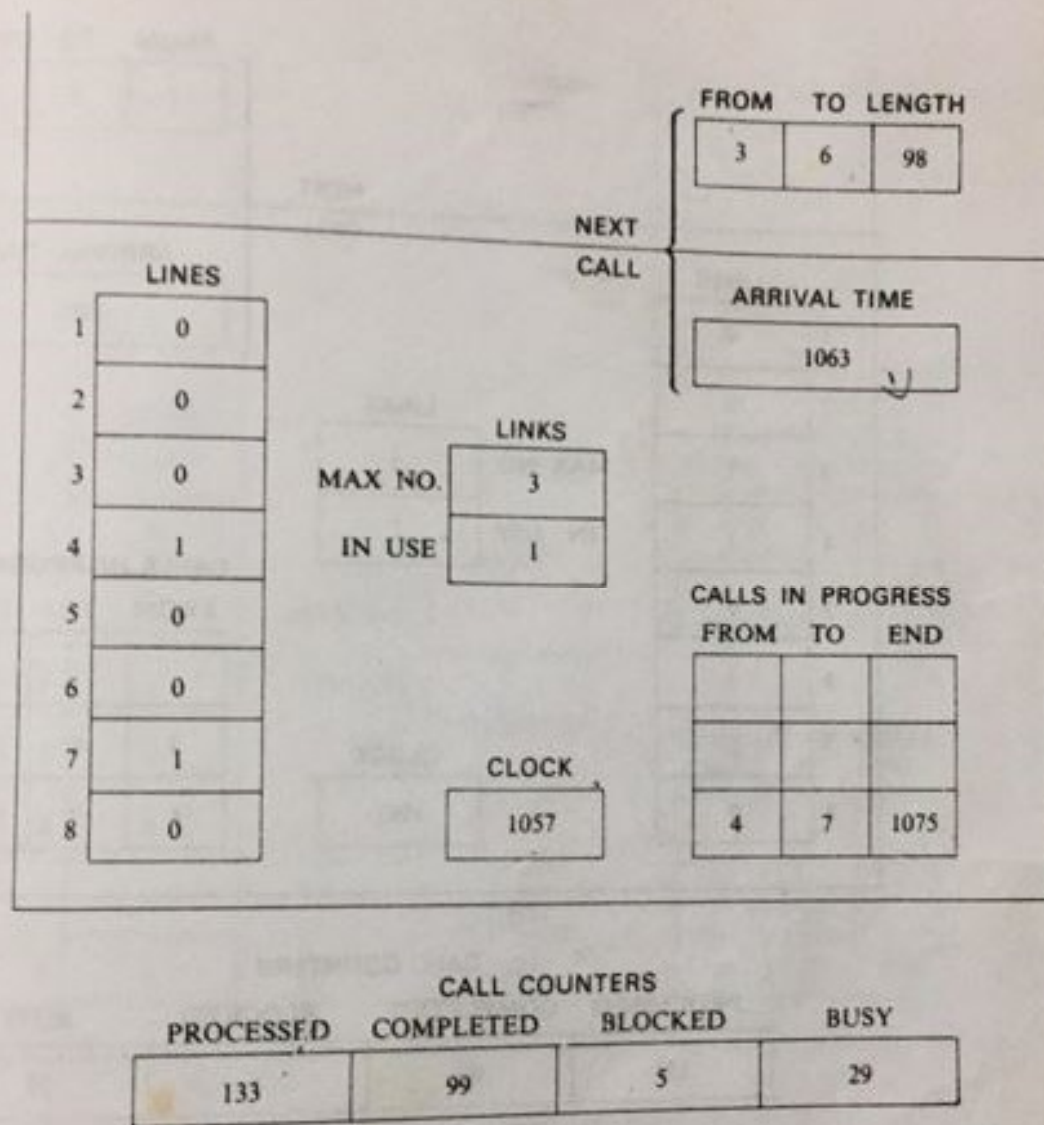 FROM TO LENGTH
3 6 98
NEXT
CALL
ARRIVAL TIME
1063
LINES
1 0
2 0
3 0
4 1
5 0
6 0
7 1
8 0
LINKS
MAX NO. 3
IN USE 1
CALLS IN PROGRESS
FROM TO END
4 7 1075
CLOCK
1057
CALL COUNTERS
PROCESSED COMPLETED BLOCKED BUSY
133 99 5 29